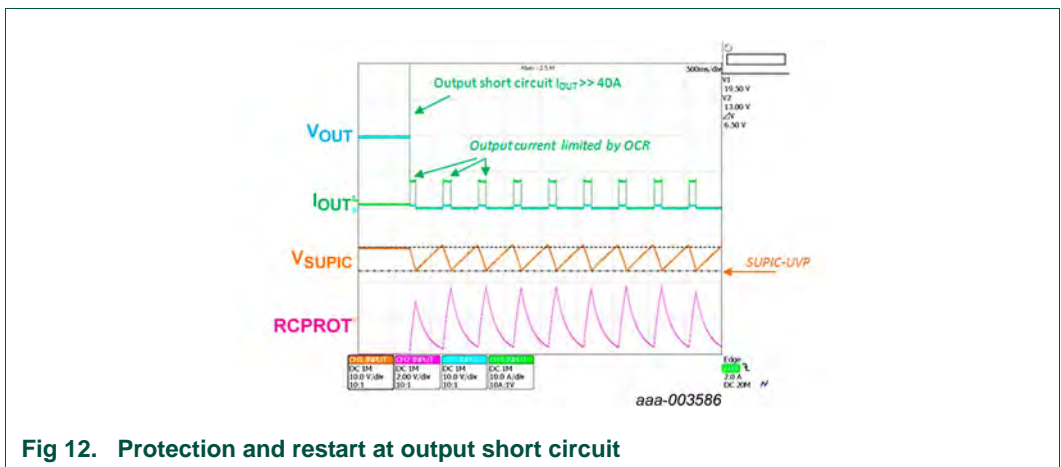 500ms/div
Output short circuit IOUT >> 40A
V1
19.50 V
V2
13.00 V
ΔV
6.50 V
VOUT
Output current limited by OCR
IOUT
VSUPIC
SUPIC-UVP
RCPROT
DC 1M
10.0 V/div
10:1
DC 1M
2.00 V/div
10:1
DC 1M
10.0 V/div
10:1
DC 1M
10.0 A/div
10A:1V
Edge
2.0 A
DC 20M
aaa-003586
Fig 12. Protection and restart at output short circuit